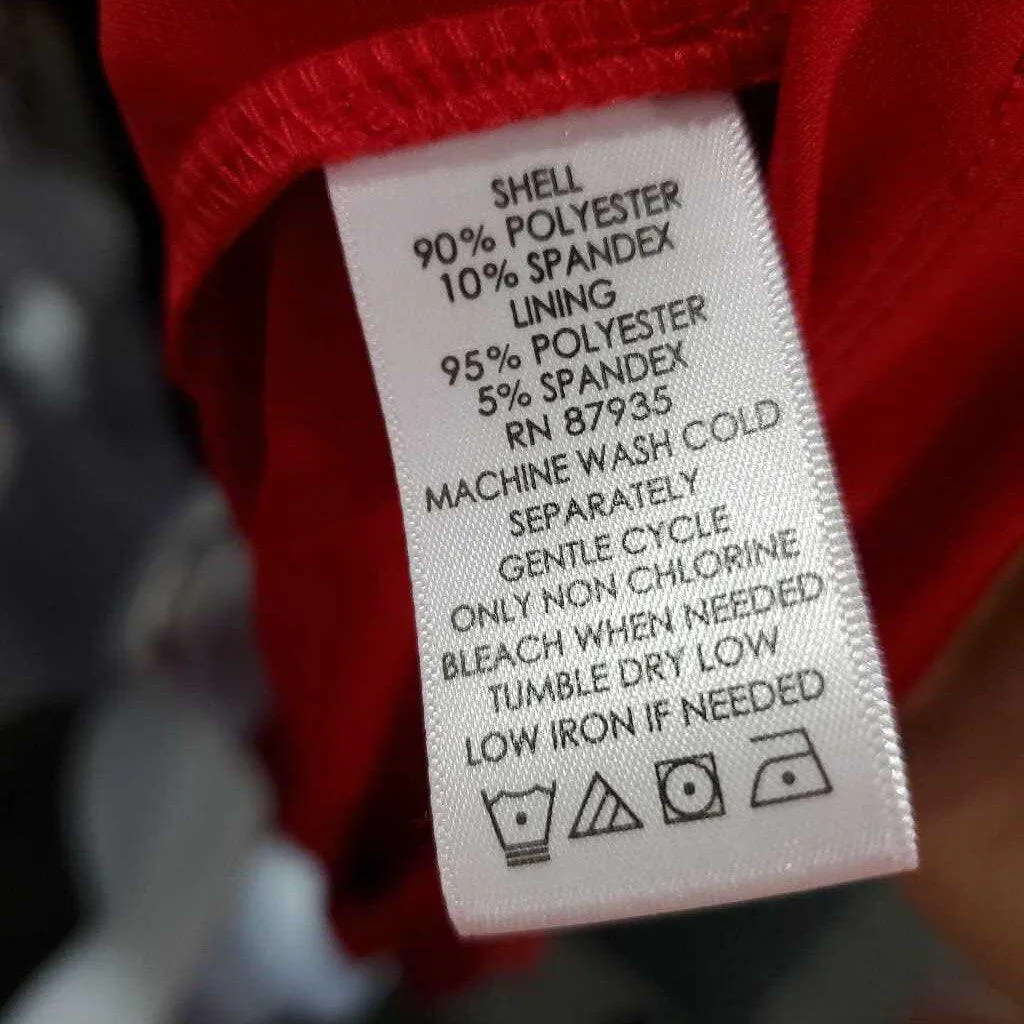 SHELL
90% POLYESTER
10% SPANDEX
LINING
95% POLYESTER
5% SPANDEX
RN 87935
MACHINE WASH COLD
SEPARATELY
GENTLE CYCLE
ONLY NON CHLORINE
BLEACH WHEN NEEDED
TUMBLE DRY LOW
LOW IRON IF NEEDED